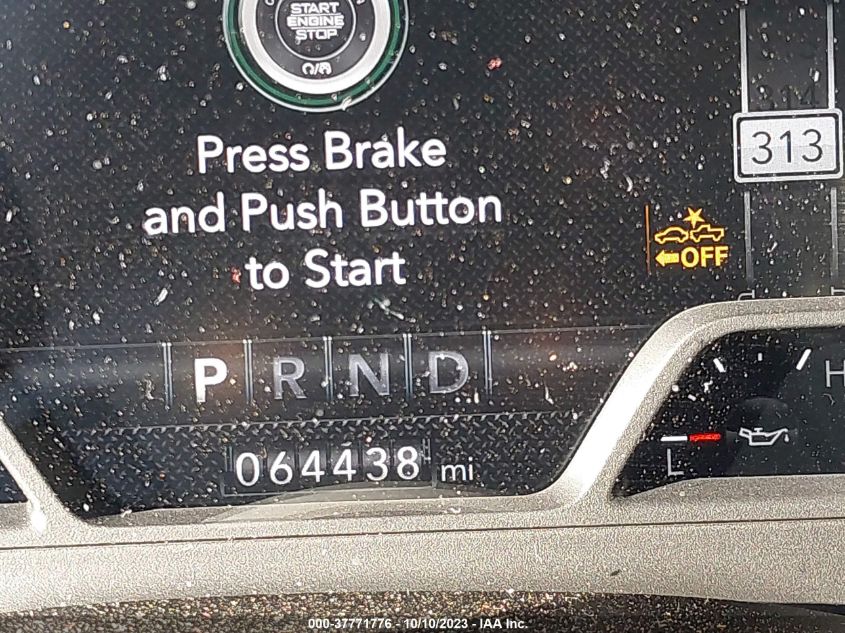 START
ENGINE
STOP
Press Brake
and Push Button
to Start
314
313
OFF
P R N D
064438 mi
H
L
000-37771776 - 10/10/2023 - IAA Inc.